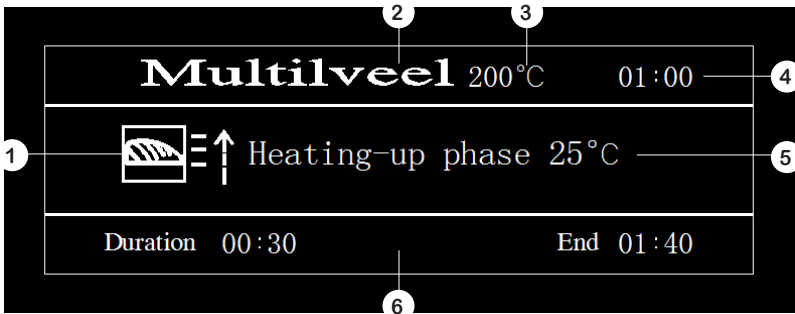 2 3
Multilveel 200°C 01:00 4
1 Heating-up phase 25°C 5
Duration 00:30 End 01:40
6